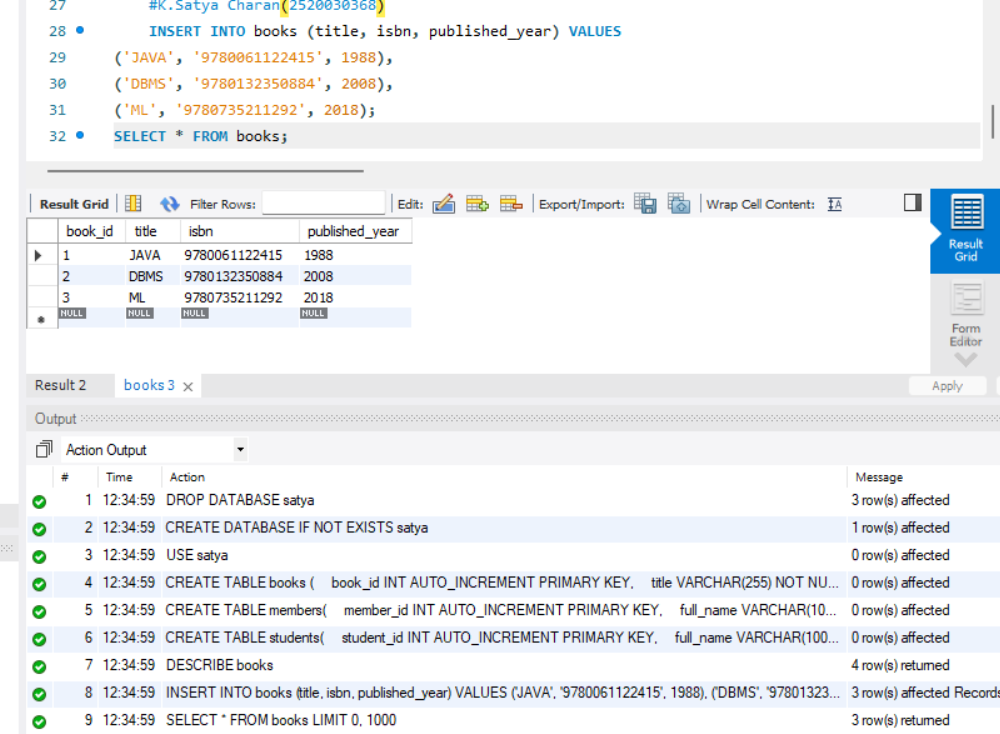 27 #K.Satya Charan(2520030368)
28 INSERT INTO books (title, isbn, published_year) VALUES
29 ('JAVA', '9780061122415', 1988),
30 ('DBMS', '9780132350884', 2008),
31 ('ML', '9780735211292', 2018);
32 SELECT * FROM books;
Result Grid Filter Rows: Edit: Export/Import: Wrap Cell Content: IA
book_id title isbn published_year
1 JAVA 9780061122415 1988
2 DBMS 9780132350884 2008
3 ML 9780735211292 2018
NULL NULL NULL NULL
Result
Grid
Form
Editor
Result 2 books 3 Apply
Output
Action Output
# Time Action Message
1 12:34:59 DROP DATABASE satya 3 row(s) affected
2 12:34:59 CREATE DATABASE IF NOT EXISTS satya 1 row(s) affected
3 12:34:59 USE satya 0 row(s) affected
4 12:34:59 CREATE TABLE books ( book_id INT AUTO_INCREMENT PRIMARY KEY, title VARCHAR(255) NOT NU... 0 row(s) affected
5 12:34:59 CREATE TABLE members( member_id INT AUTO_INCREMENT PRIMARY KEY, full_name VARCHAR(10... 0 row(s) affected
6 12:34:59 CREATE TABLE students( student_id INT AUTO_INCREMENT PRIMARY KEY, full_name VARCHAR(100... 0 row(s) affected
7 12:34:59 DESCRIBE books 4 row(s) returned
8 12:34:59 INSERT INTO books (title, isbn, published_year) VALUES ('JAVA', '9780061122415', 1988), ('DBMS', '97801323... 3 row(s) affected Records
9 12:34:59 SELECT * FROM books LIMIT 0, 1000 3 row(s) returned